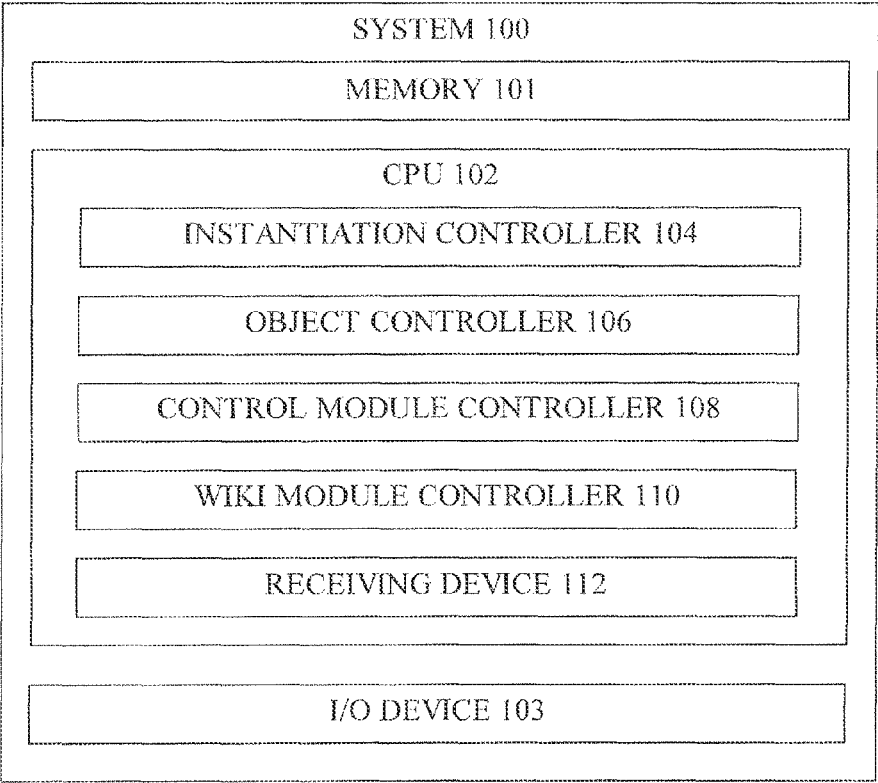 SYSTEM 100
MEMORY 101
CPU 102
INSTANTIATION CONTROLLER 104
OBJECT CONTROLLER 106
CONTROL MODULE CONTROLLER 108
WIKI MODULE CONTROLLER 110
RECEIVING DEVICE 112
I/O DEVICE 103